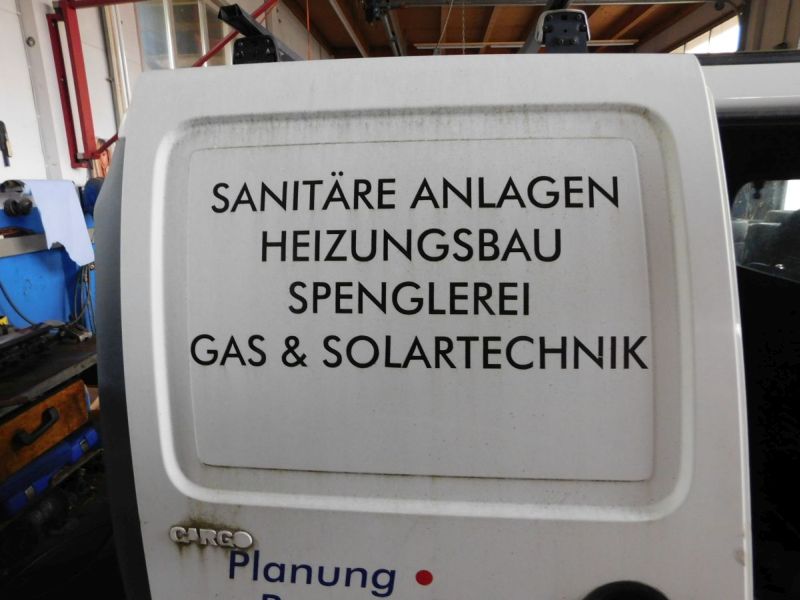 SANITÄRE ANLAGEN
HEIZUNGSBAU
SPENGLEREI
GAS & SOLARTECHNIK
CARGO
Planung •